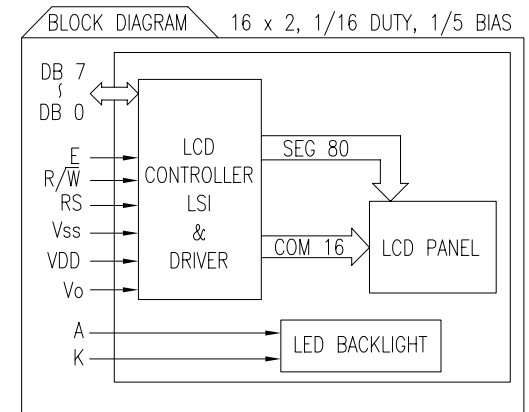 BLOCK DIAGRAM
16 x 2, 1/16 DUTY, 1/5 BIAS
DB 7
~
DB 0
E
R/W̅
RS
Vss
VDD
Vo
A
K
LCD
CONTROLLER
LSI
&
DRIVER
SEG 80
COM 16
LCD PANEL
LED BACKLIGHT